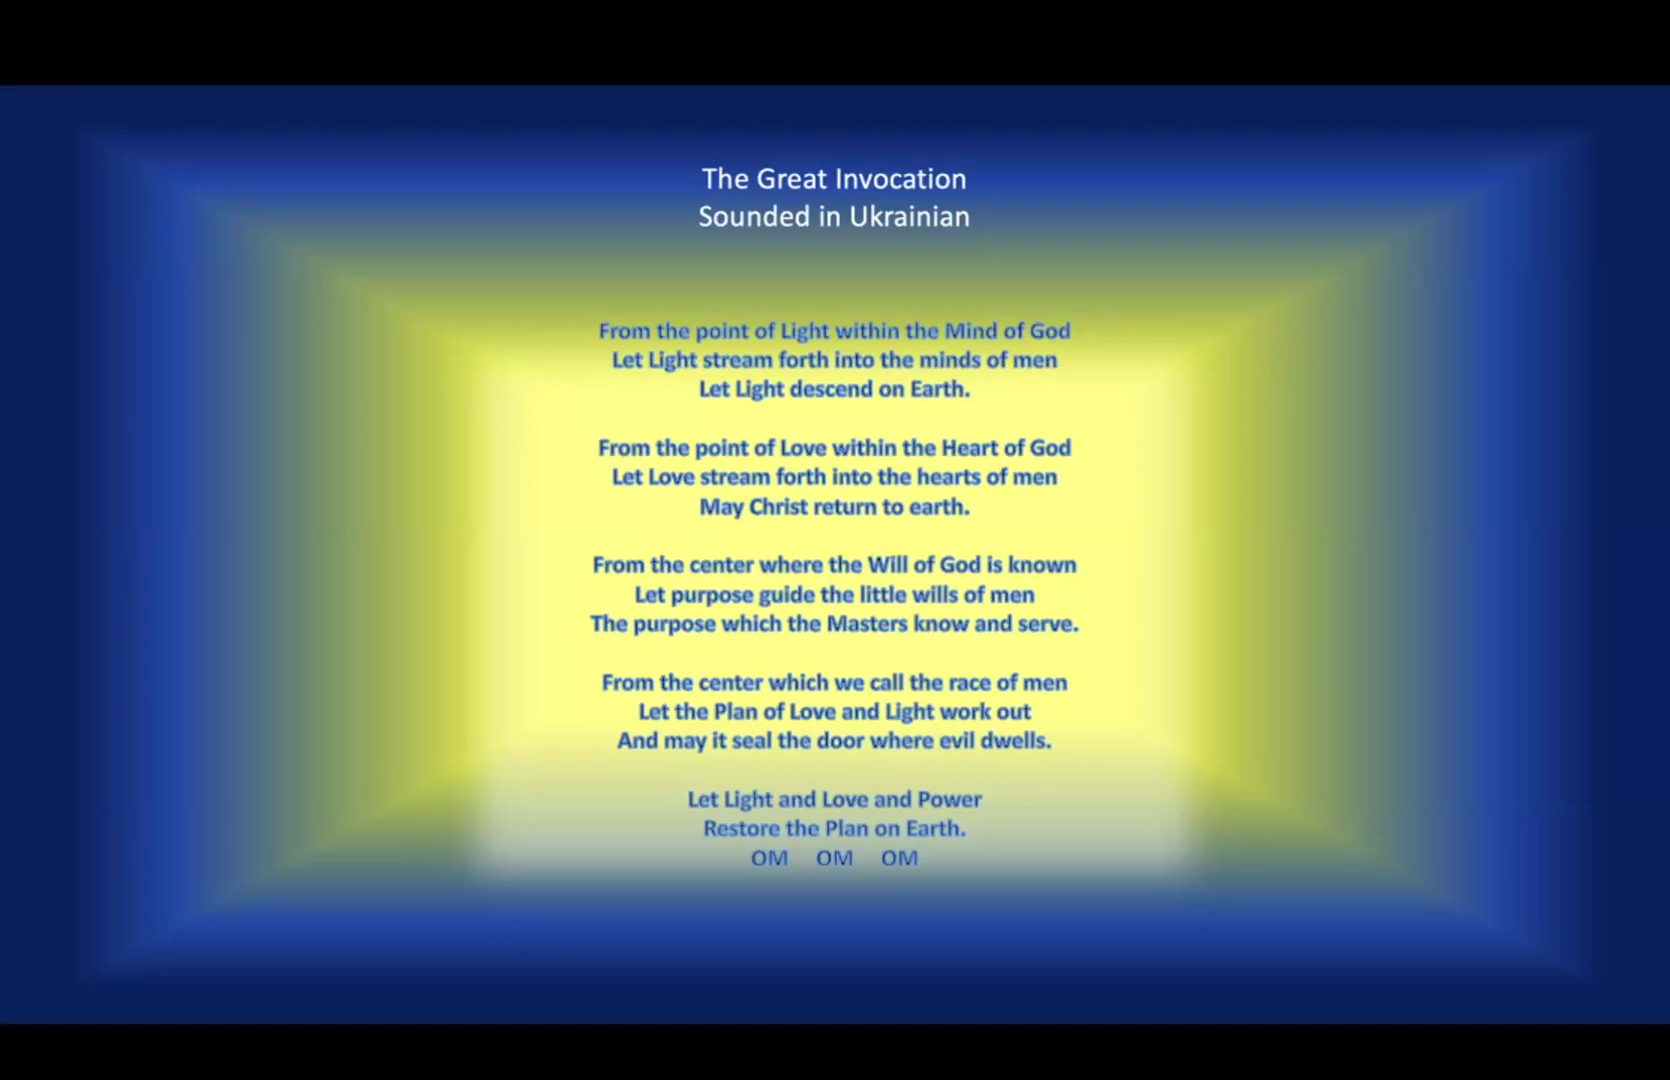 The Great Invocation
Sounded in Ukrainian
From the point of Light within the Mind of God
Let Light stream forth into the minds of men
Let Light descend on Earth.
From the point of Love within the Heart of God
Let Love stream forth into the hearts of men
May Christ return to earth.
From the center where the Will of God is known
Let purpose guide the little wills of men
The purpose which the Masters know and serve.
From the center which we call the race of men
Let the Plan of Love and Light work out
And may it seal the door where evil dwells.
Let Light and Love and Power
Restore the Plan on Earth.
OM OM OM